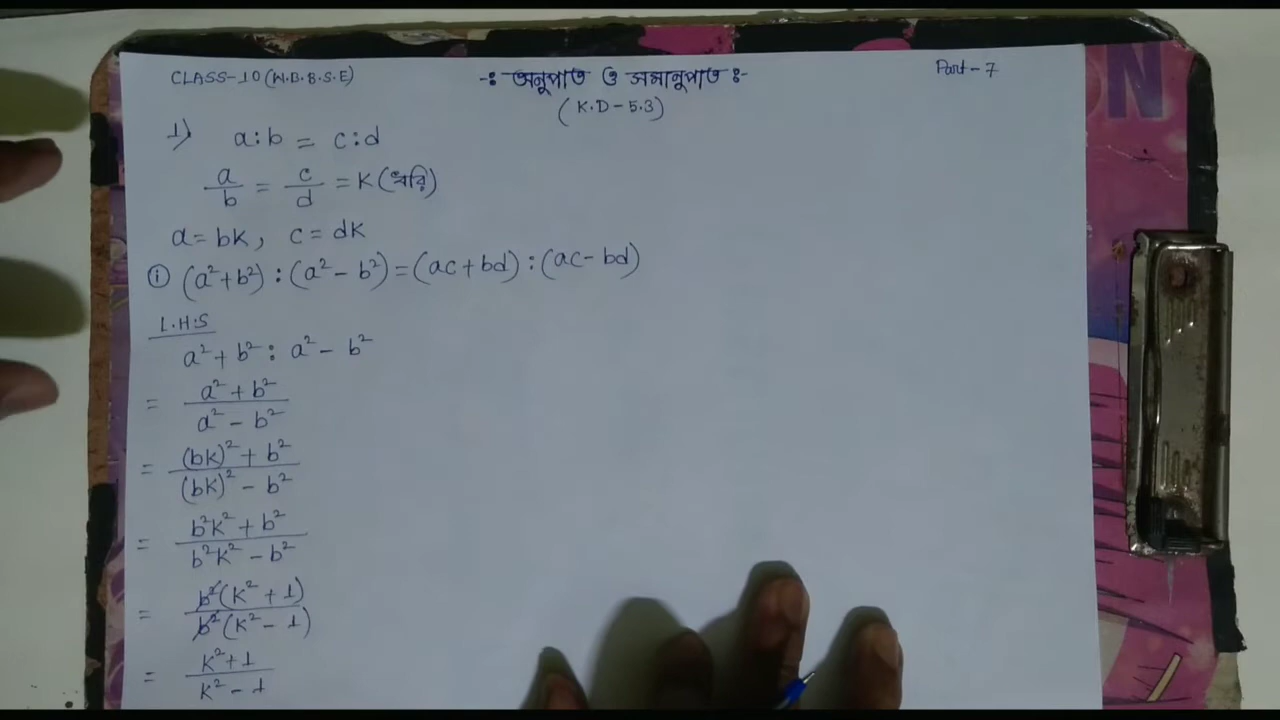 CLASS-10 (W.B.B.S.E) -: অনুপাত ও সমানুপাত :- Part-7
(K.D-5.3)
1) a:b = c:d
a/b = c/d = K (ধরি)
a = bK, c = dK
(i) (a²+b²) : (a²-b²) = (ac+bd) : (ac-bd)
L.H.S
a²+b² : a²-b²
= (a²+b²)/(a²-b²)
= ((bK)²+b²)/((bK)²-b²)
= (b²K²+b²)/(b²K²-b²)
= b²(K²+1)/b²(K²-1)
= (K²+1)/(K²-1)